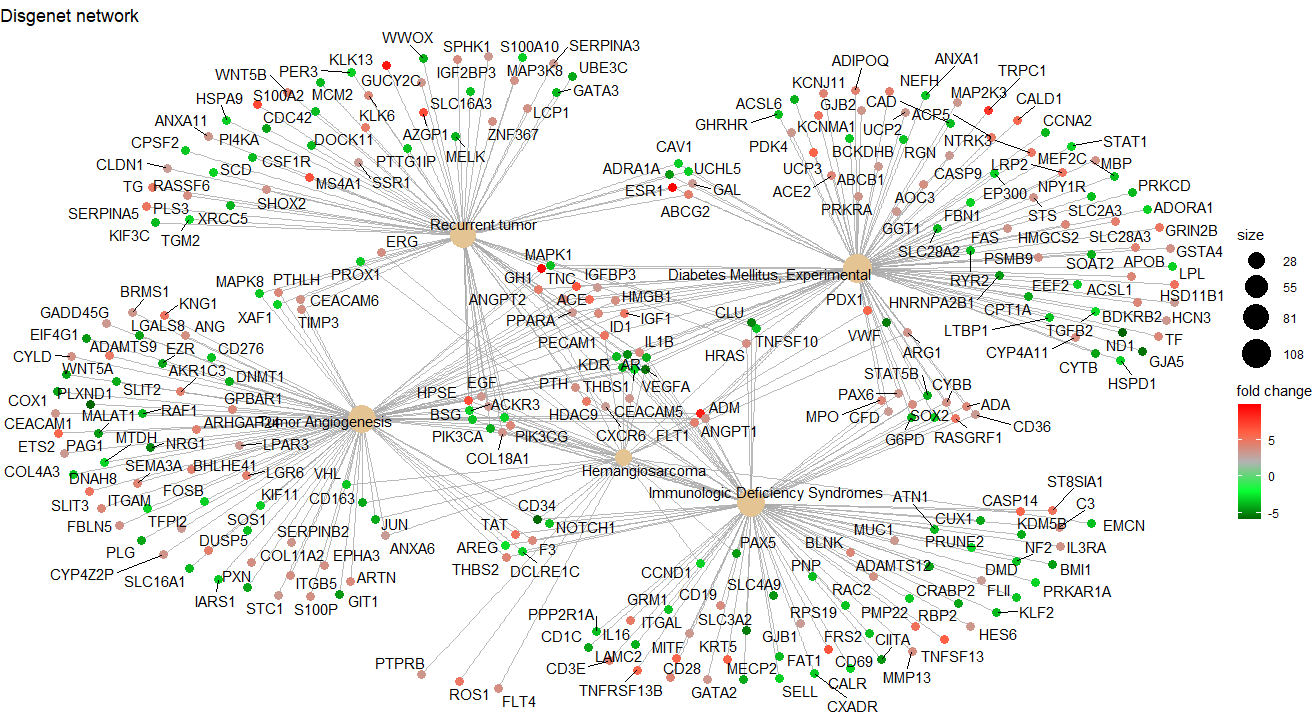 Disgenet network
WWOX
SPHK1
S100A10
SERPINA3
KLK13
IGF2BP3
MAP3K8
UBE3C
WNT5B
PER3
GUCY2C
GATA3
HSPA9
S100A2
MCM2
SLC16A3
LCP1
ANXA11
CDC42
KLK6
ZNF367
PI4KA
DOCK11
AZGP1
CPSF2
PTTG1IP
MELK
CSF1R
CLDN1
SCD
SSR1
MS4A1
TG
RASSF6
SHOX2
PLS3
SERPINA5
XRCC5
KIF3C
TGM2
Recurrent tumor
ERG
PROX1
CAV1
ADRA1A
UCHL5
ESR1
GAL
ABCG2
ADIPOQ
ANXA1
NEFH
TRPC1
KCNJ11
MAP2K3
ACSL6
GJB2
CAD
CALD1
GHRHR
KCNMA1
ACP5
CCNA2
UCP2
PDK4
BCKDHB
RGN
NTRK3
STAT1
UCP3
LRP2
MEF2C
MBP
ACE2
ABCB1
CASP9
AOC3
EP300
NPY1R
PRKCD
PRKRA
FBN1
STS
SLC2A3
ADORA1
GGT1
FAS
HMGCS2
SLC28A3
GRIN2B
SLC28A2
PSMB9
SOAT2
APOB
GSTA4
Diabetes Mellitus, Experimental
RYR2
EEF2
ACSL1
LPL
HNRNPA2B1
CPT1A
HSD11B1
PDX1
LTBP1
TGFB2
BDKRB2
HCN3
VWF
CYP4A11
ND1
TF
ARG1
CYTB
GJA5
HSPD1
MAPK1
GH1
TNC
IGFBP3
ANGPT2
ACE
HMGB1
PPARA
IGF1
ID1
PECAM1
CLU
IL1B
TNFSF10
KDR
AR
HRAS
PTH
THBS1
VEGFA
MAPK8
PTHLH
CEACAM6
XAF1
TIMP3
BRMS1
KNG1
GADD45G
LGALS8
ANG
EIF4G1
ADAMTS9
EZR
CD276
CYLD
AKR1C3
WNT5A
DNMT1
PLXND1
SLIT2
GPBAR1
COX1
MALAT1
RAF1
CEACAM1
ARHGAP24
Tumor Angiogenesis
MTDH
ETS2
PAG1
NRG1
LPAR3
COL4A3
SEMA3A
BHLHE41
DNAH8
LGR6
VHL
SLIT3
ITGAM
FOSB
KIF11
CD163
FBLN5
TFPI2
SOS1
JUN
PLG
DUSP5
SERPINB2
ANXA6
CYP4Z2P
COL11A2
EPHA3
SLC16A1
PXN
ITGB5
ARTN
IARS1
STC1
S100P
GIT1
HPSE
EGF
BSG
ACKR3
PIK3CA
PIK3CG
COL18A1
HDAC9
CEACAM5
ADM
CXCR6
FLT1
ANGPT1
Hemangiosarcoma
STAT5B
PAX6
CYBB
ADA
MPO
CFD
SOX2
CD36
G6PD
RASGRF1
Immunologic Deficiency Syndromes
CD34
TAT
NOTCH1
AREG
F3
THBS2
DCLRE1C
ATN1
ST8SIA1
CASP14
C3
CUX1
KDM5B
EMCN
MUC1
PRUNE2
PAX5
BLNK
NF2
IL3RA
CCND1
PNP
ADAMTS12
DMD
BMI1
SLC4A9
RAC2
CRABP2
FLII
PRKAR1A
PPP2R1A
GRM1
CD19
RPS19
PMP22
KLF2
CD1C
IL16
ITGAL
SLC3A2
RBP2
HES6
GJB1
FRS2
CIITA
CD3E
LAMC2
MITF
KRT5
FAT1
CD69
TNFSF13
TNFRSF13B
CD28
MECP2
CALR
MMP13
GATA2
SELL
CXADR
PTPRB
ROS1
FLT4
size
28
55
81
108
fold change
5
0
-5